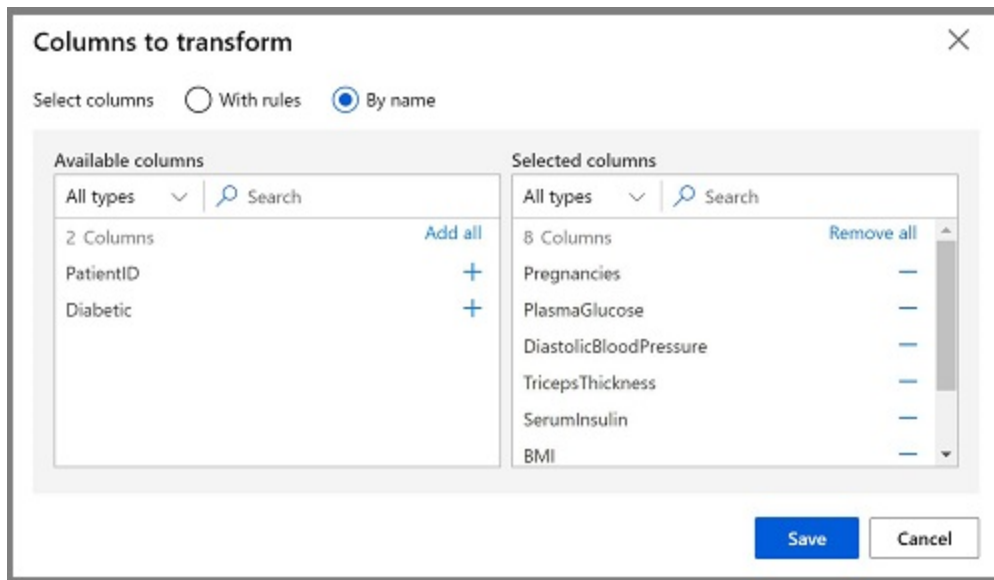 Columns to transform
Select columns With rules By name
Available columns
All types Search
2 Columns Add all
PatientID
Diabetic
Selected columns
All types Search
8 Columns Remove all
Pregnancies
PlasmaGlucose
DiastolicBloodPressure
TricepsThickness
SerumInsulin
BMI
Save Cancel